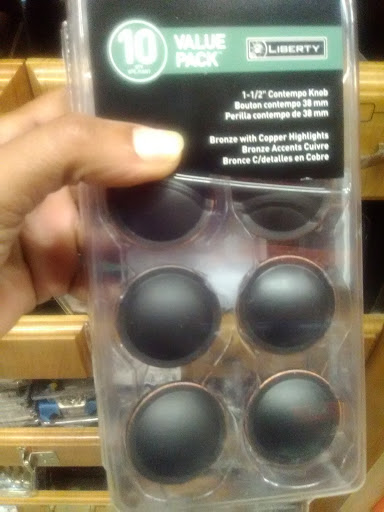 10
VALUE
PACK
LIBERTY
1-1/2" Contempo Knob
Bouton contempo 38 mm
Perilla contempo de 38 mm
Bronze with Copper Highlights
Bronze Accents Cuivre
Bronce C/detalles en Cobre